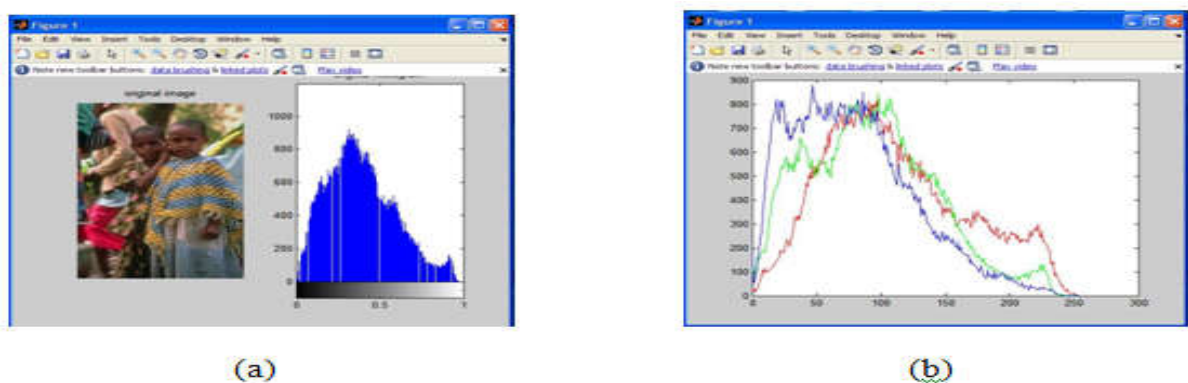 Figure 1
File Edit View Insert Tools Desktop Window Help
Note new toolbar buttons: data brushing & linked plots Play video
original image
1000
800
600
400
200
0
0 0.5 1
(a)
Figure 1
File Edit View Insert Tools Desktop Window Help
Note new toolbar buttons: data brushing & linked plots Play video
900
800
700
600
500
400
300
200
100
0
0 50 100 150 200 250 300
(b)